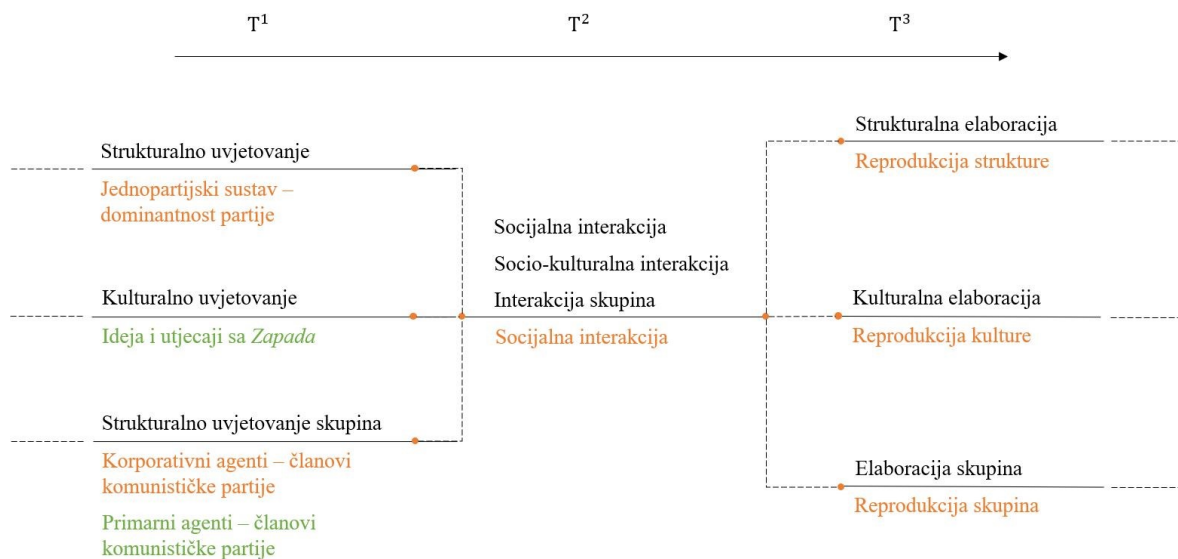 T¹
T²
T³
Strukturalno uvjetovanje
Jednopartijski sustav –
dominantnost partije
Kulturalno uvjetovanje
Ideja i utjecaji sa Zapada
Strukturalno uvjetovanje skupina
Korporativni agenti – članovi
komunističke partije
Primarni agenti – članovi
komunističke partije
Socijalna interakcija
Socio-kulturalna interakcija
Interakcija skupina
Socijalna interakcija
Strukturalna elaboracija
Reprodukcija strukture
Kulturalna elaboracija
Reprodukcija kulture
Elaboracija skupina
Reprodukcija skupina